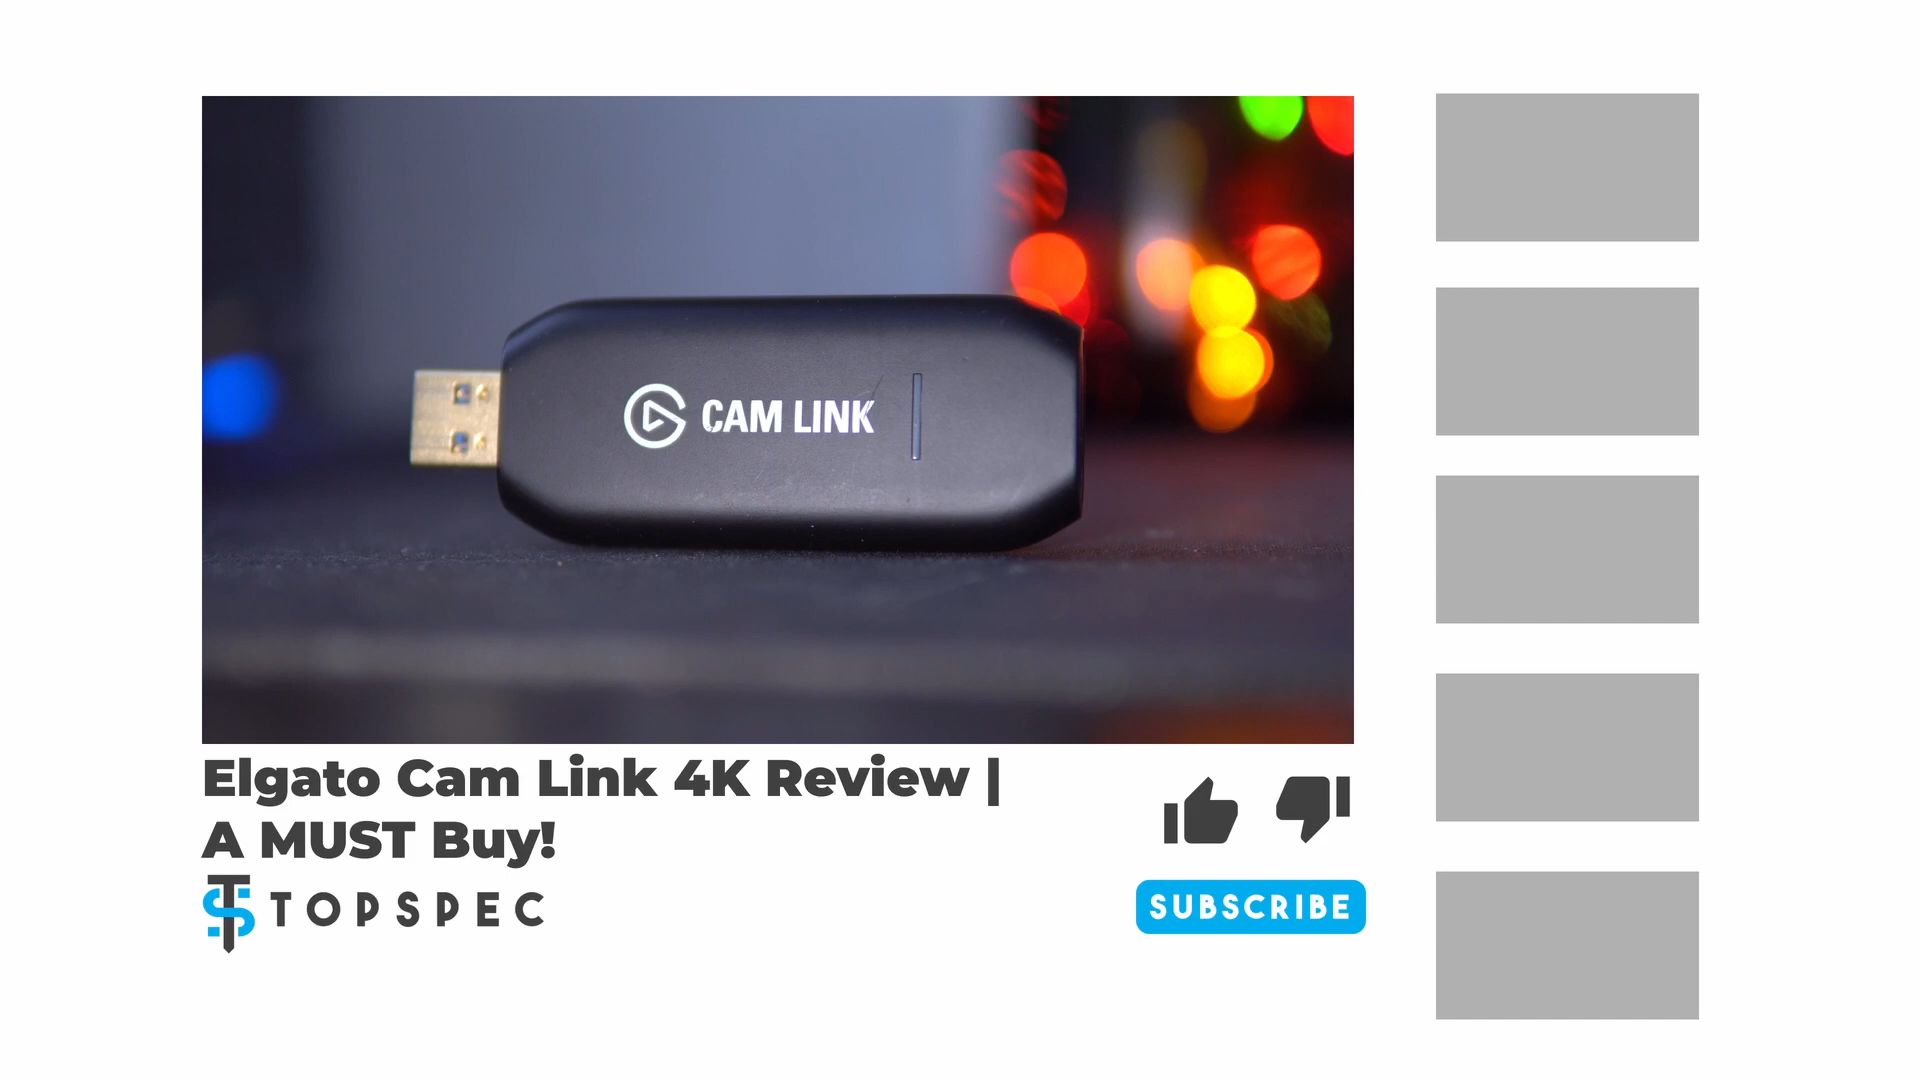 CAM LINK
Elgato Cam Link 4K Review |
A MUST Buy!
TOPSPEC
SUBSCRIBE